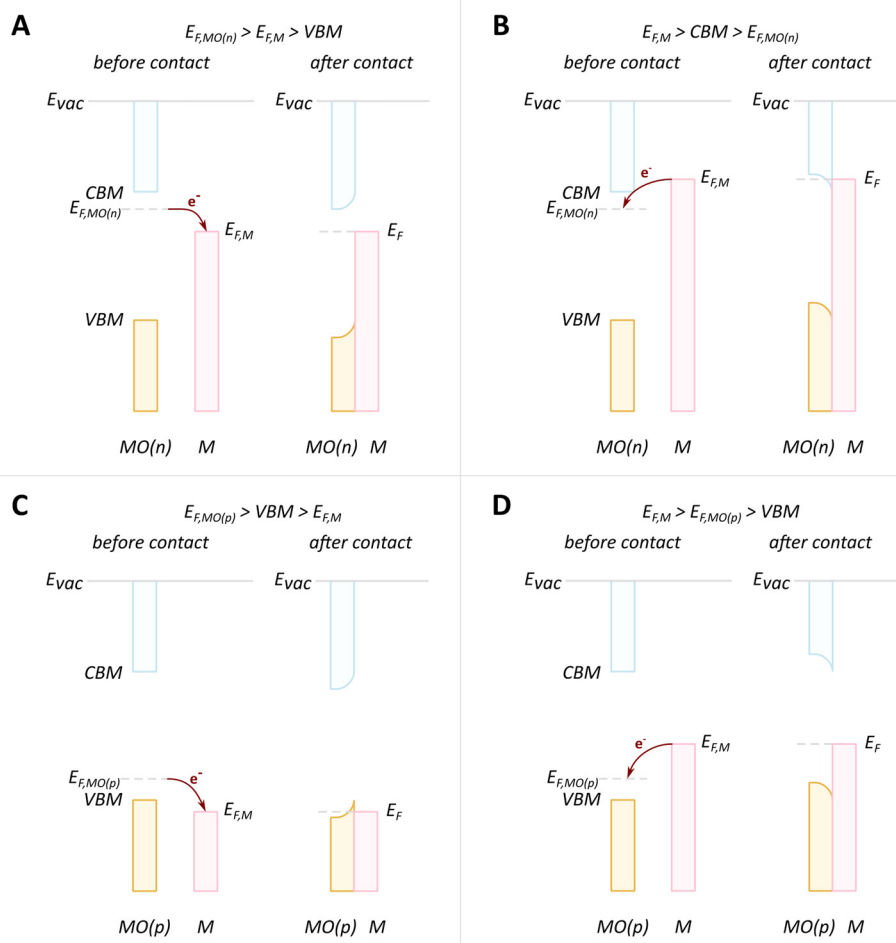 A
E_F,MO(n) > E_F,M > VBM
before contact
after contact
E_vac
E_vac
CBM
E_F,MO(n)
e-
E_F,M
E_F
VBM
MO(n)
M
MO(n)
M
B
E_F,M > CBM > E_F,MO(n)
before contact
after contact
E_vac
E_vac
e-
E_F,M
E_F
CBM
E_F,MO(n)
VBM
MO(n)
M
MO(n)
M
C
E_F,MO(p) > VBM > E_F,M
before contact
after contact
E_vac
E_vac
CBM
E_F,MO(p)
e-
VBM
E_F,M
E_F
MO(p)
M
MO(p)
M
D
E_F,M > E_F,MO(p) > VBM
before contact
after contact
E_vac
E_vac
CBM
e-
E_F,M
E_F
E_F,MO(p)
VBM
MO(p)
M
MO(p)
M